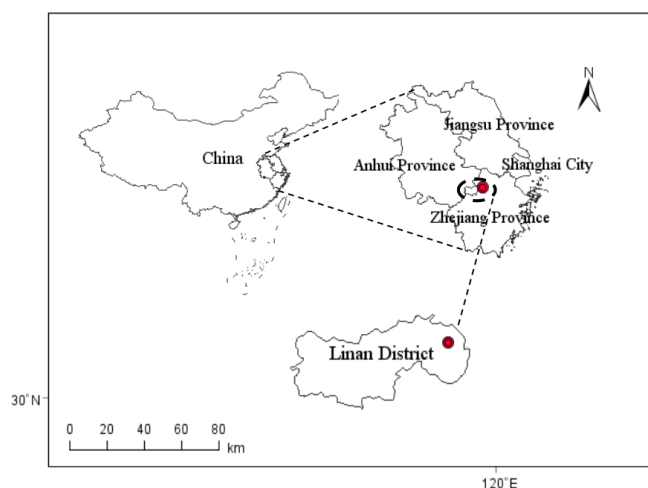 N
Jiangsu Province
China
Anhui Province
Shanghai City
Zhejiang Province
Linan District
30°N
0 20 40 60 80
km
120°E